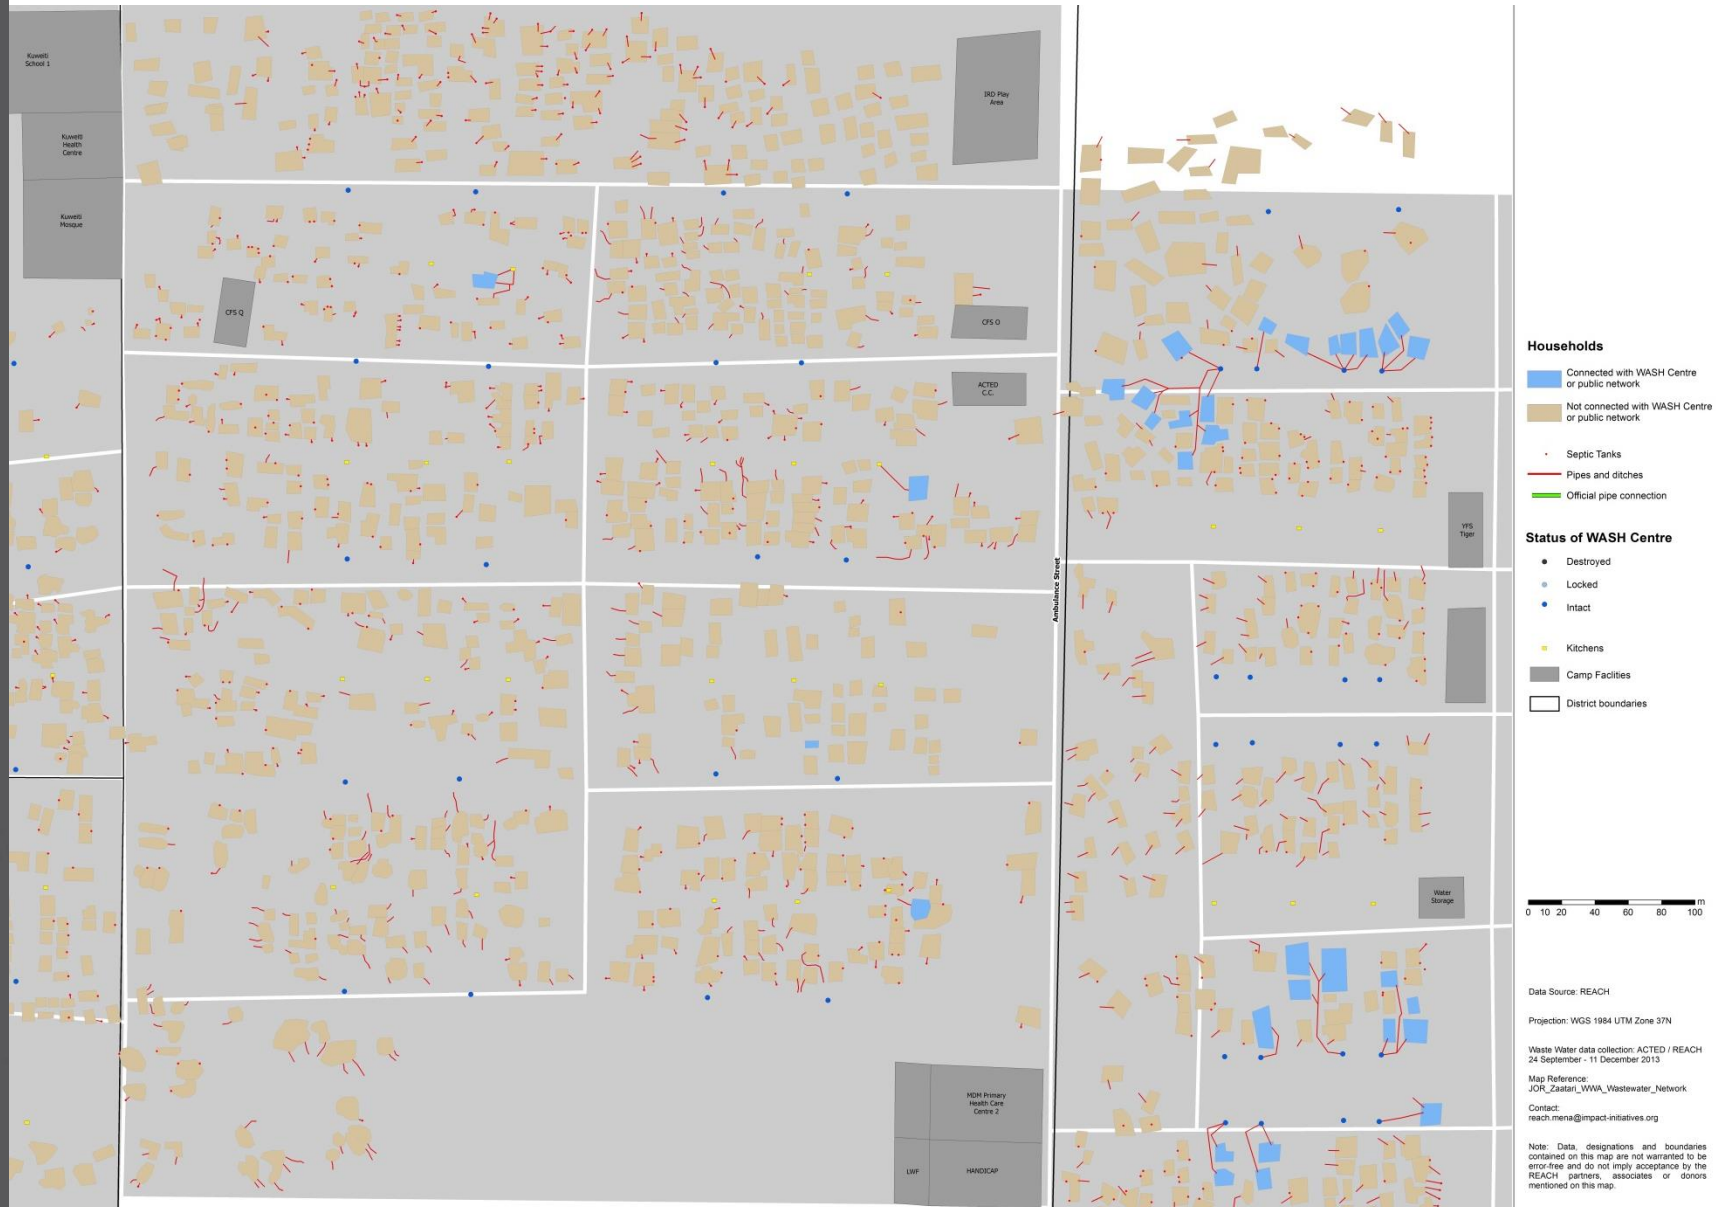 Kuweiti
School 1
Kuweiti
Health
Centre
Kuweiti
Mosque
IRD Play
Area
CFS Q
CFS O
ACTED
C.C.
Ambulance Street
YFS
Tiger
Water
Storage
MDM Primary
Health Care
Centre 2
LWF
HANDICAP
Households
Connected with WASH Centre
or public network
Not connected with WASH Centre
or public network
Septic Tanks
Pipes and ditches
Official pipe connection
Status of WASH Centre
Destroyed
Locked
Intact
Kitchens
Camp Faclities
District boundaries
m
0 10 20 40 60 80 100
Data Source: REACH
Projection: WGS 1984 UTM Zone 37N
Waste Water data collection: ACTED / REACH
24 September - 11 December 2013
Map Reference:
JOR_Zaatari_WWA_Wastewater_Network
Contact:
reach.mena@impact-initiatives.org
Note: Data, designations and boundaries
contained on this map are not warranted to be
error-free and do not imply acceptance by the
REACH partners, associates or donors
mentioned on this map.